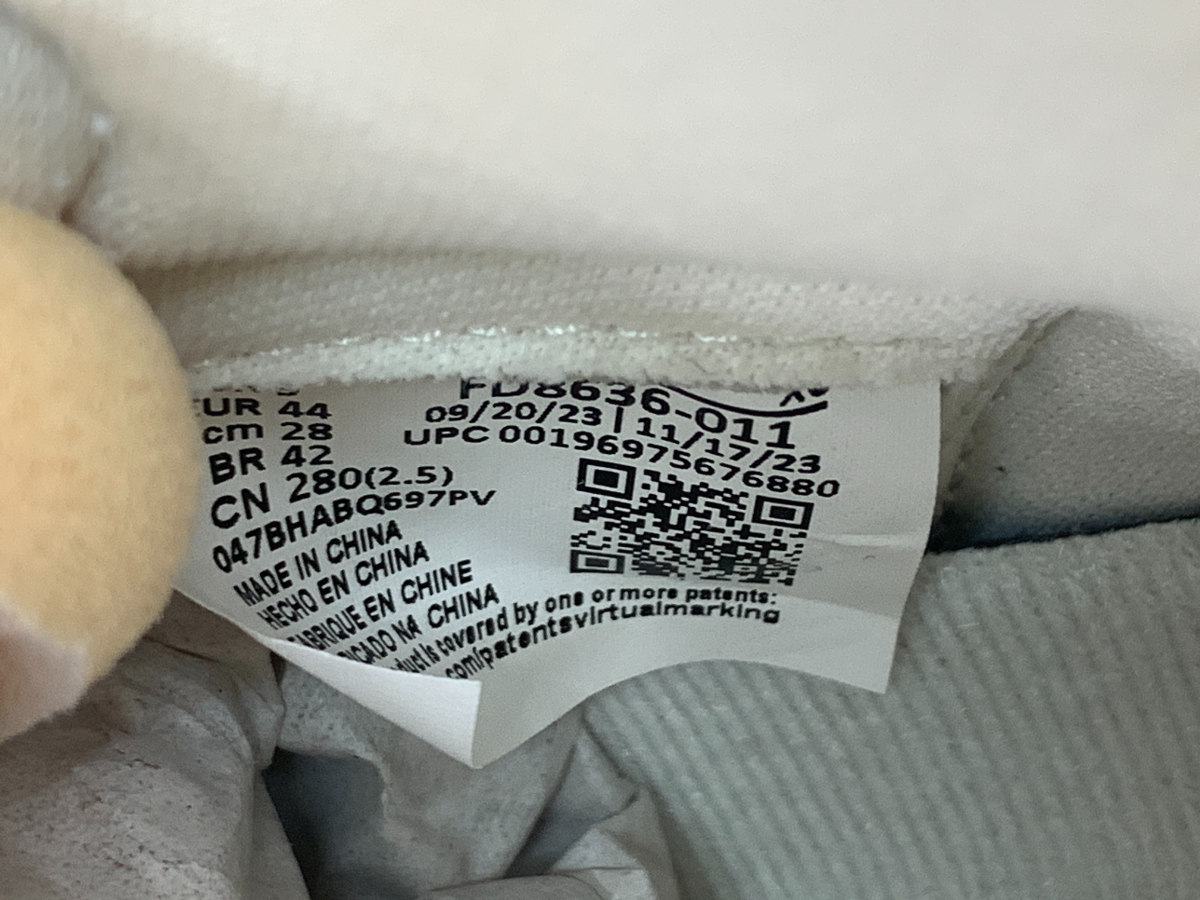 FD8636-011
09/20/23 | 11/17/23
UPC 00196975676880
EUR 44
cm 28
BR 42
CN 280(2.5)
047BHABQ697PV
MADE IN CHINA
HECHO EN CHINA
FABRIQUE EN CHINE
NA CHINA
is covered by one or more patents:
.com/patentsvirtualmarking